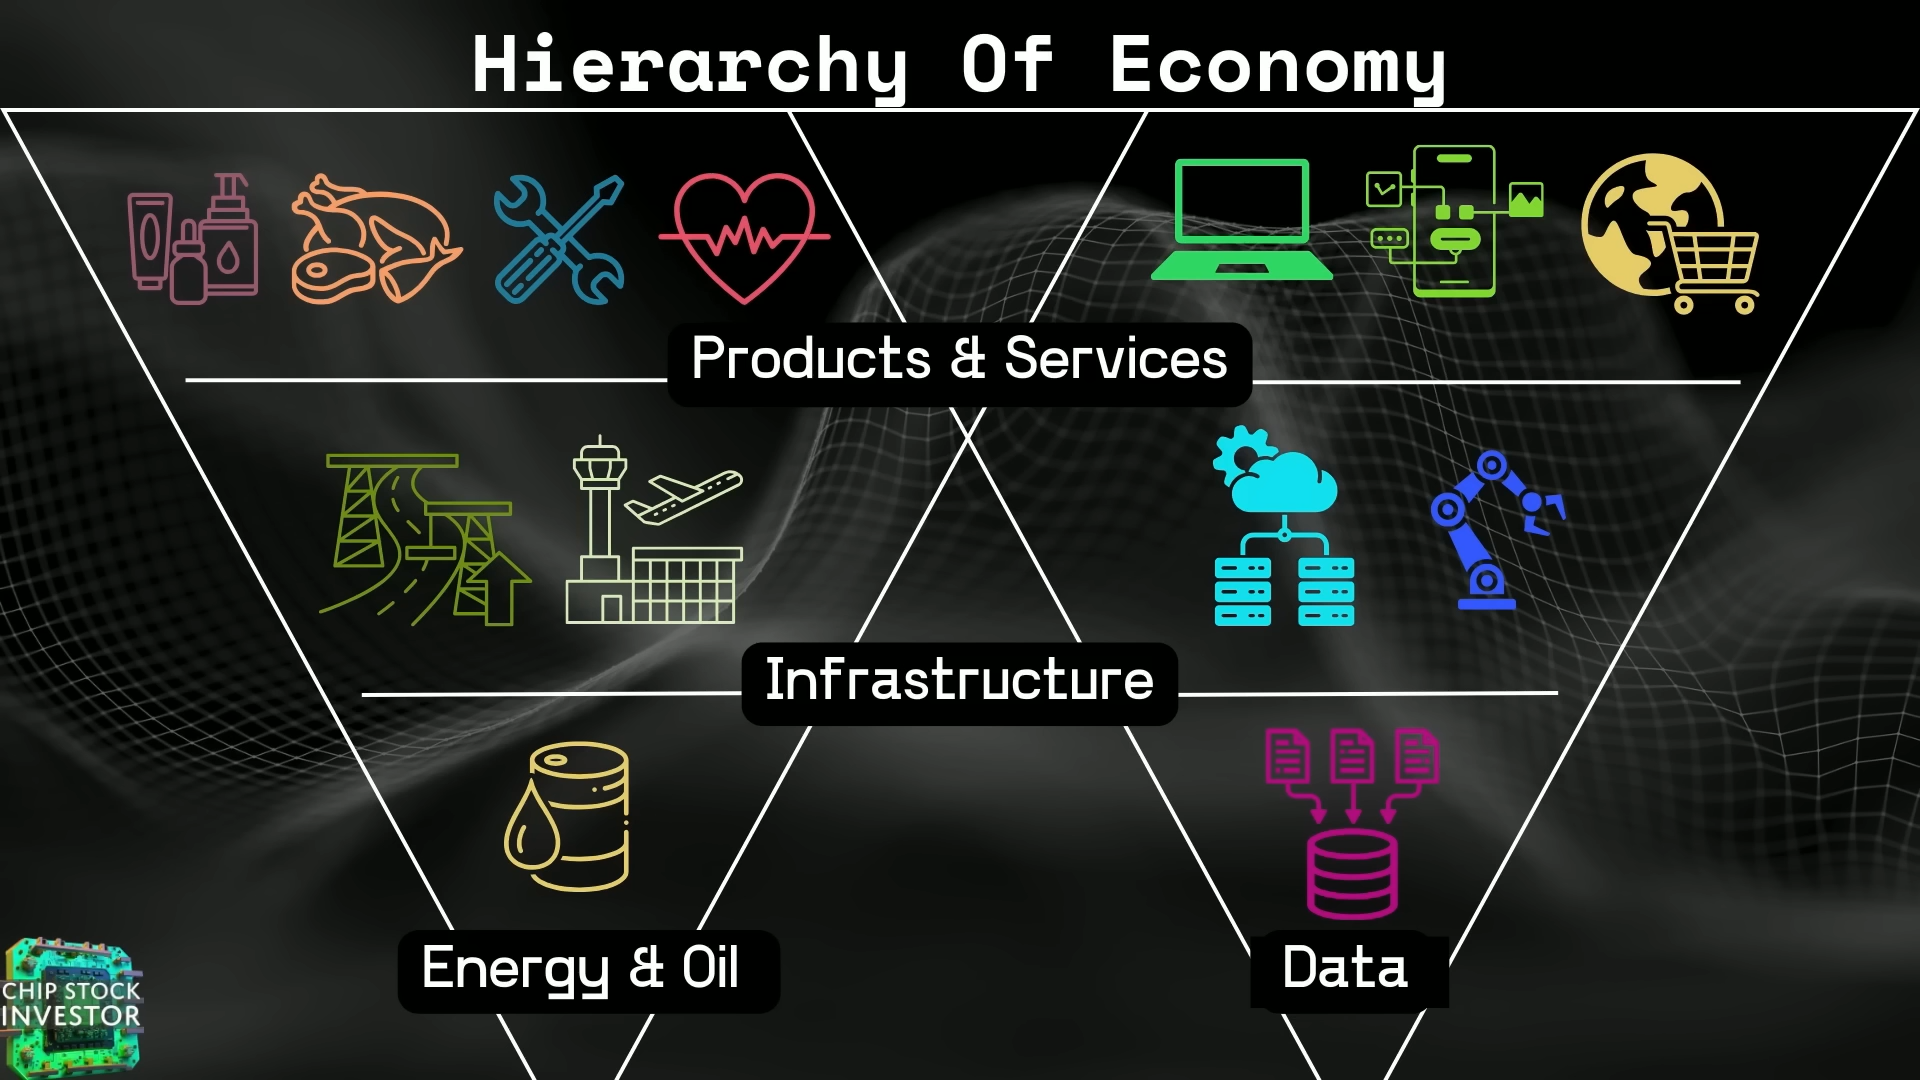 Hierarchy Of Economy
Products & Services
Infrastructure
Energy & Oil
Data
CHIP STOCK
INVESTOR